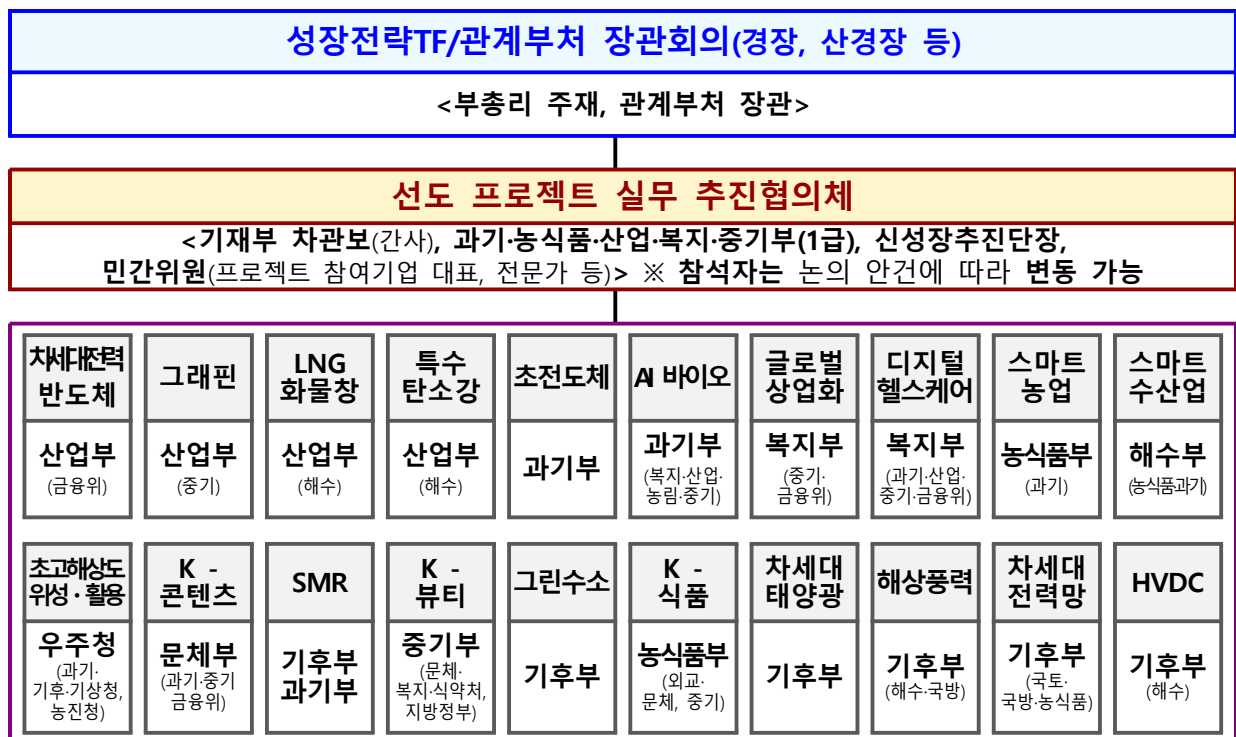 성장전략TF/관계부처 장관회의(경장, 산경장 등)
<부총리 주재, 관계부처 장관>
선도 프로젝트 실무 추진협의체
<기재부 차관보(간사), 과기·농식품·산업·복지·중기부(1급), 신성장추진단장,
민간위원(프로젝트 참여기업 대표, 전문가 등)> ※ 참석자는 논의 안건에 따라 변동 가능
차세대전력
반도체
그래핀
LNG
화물창
특수
탄소강
초전도체
AI 바이오
글로벌
상업화
디지털
헬스케어
스마트
농업
스마트
수산업
산업부
(금융위)
산업부
(중기)
산업부
(해수)
산업부
(해수)
과기부
과기부
(복지·산업·
농림·중기)
복지부
(중기·
금융위)
복지부
(과기·산업·
중기·금융위)
농식품부
(과기)
해수부
(농식품과기)
초고해상도
위성·활용
K -
콘텐츠
SMR
K -
뷰티
그린수소
K -
식품
차세대
태양광
해상풍력
차세대
전력망
HVDC
우주청
(과기·
기후·기상청,
농진청)
문체부
(과기·중기
금융위)
기후부
과기부
중기부
(문체·
복지·식약처,
지방정부)
기후부
농식품부
(외교·
문체, 중기)
기후부
기후부
(해수·국방)
기후부
(국토·
국방·농식품)
기후부
(해수)